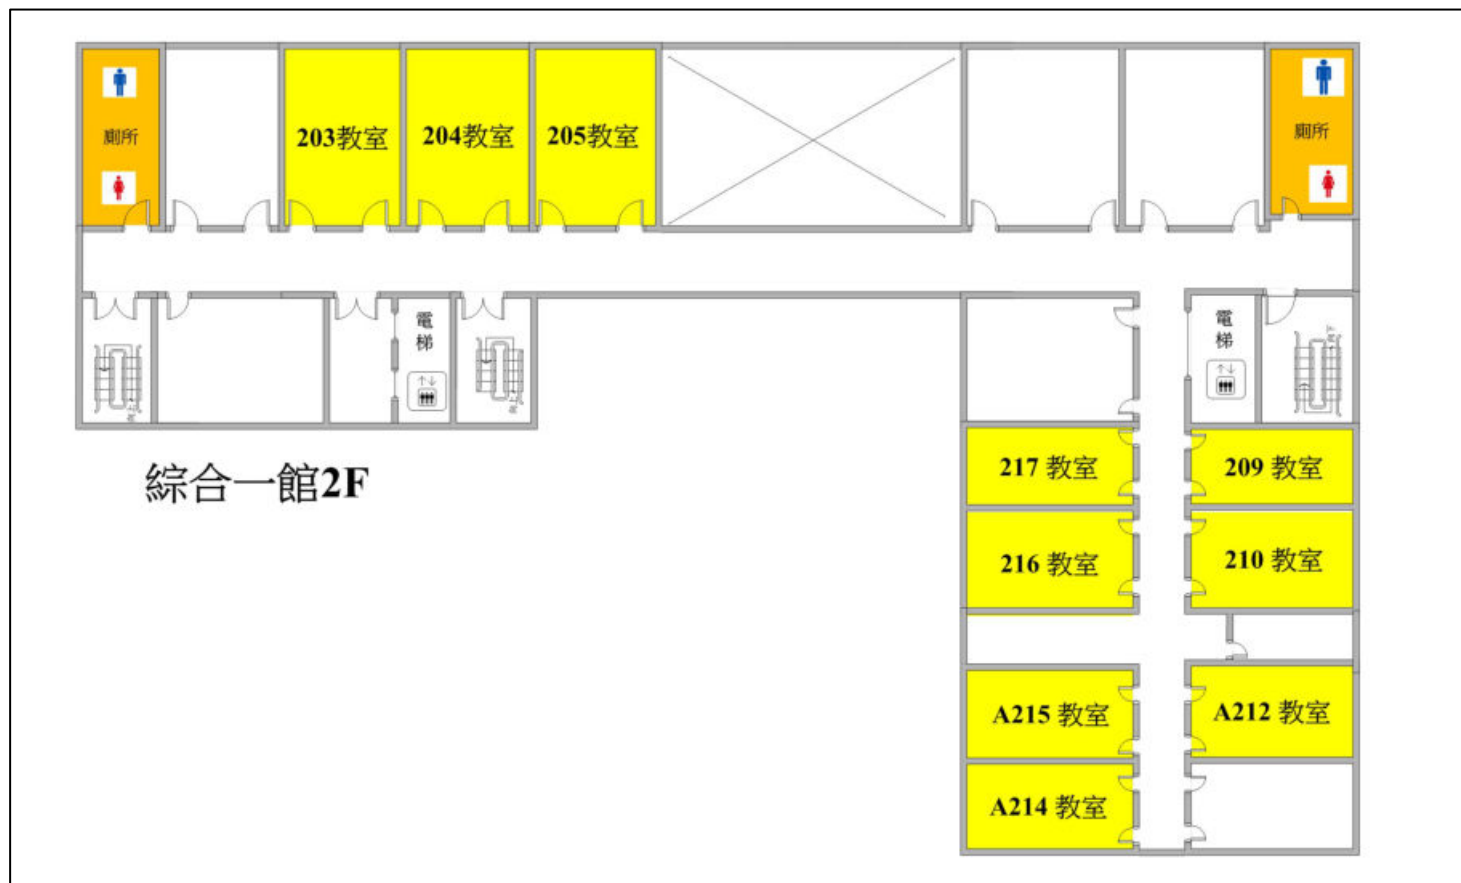 廁所
203教室
204教室
205教室
廁所
電
梯
電
梯
綜合一館2F
217 教室
209 教室
216 教室
210 教室
A215 教室
A212 教室
A214 教室